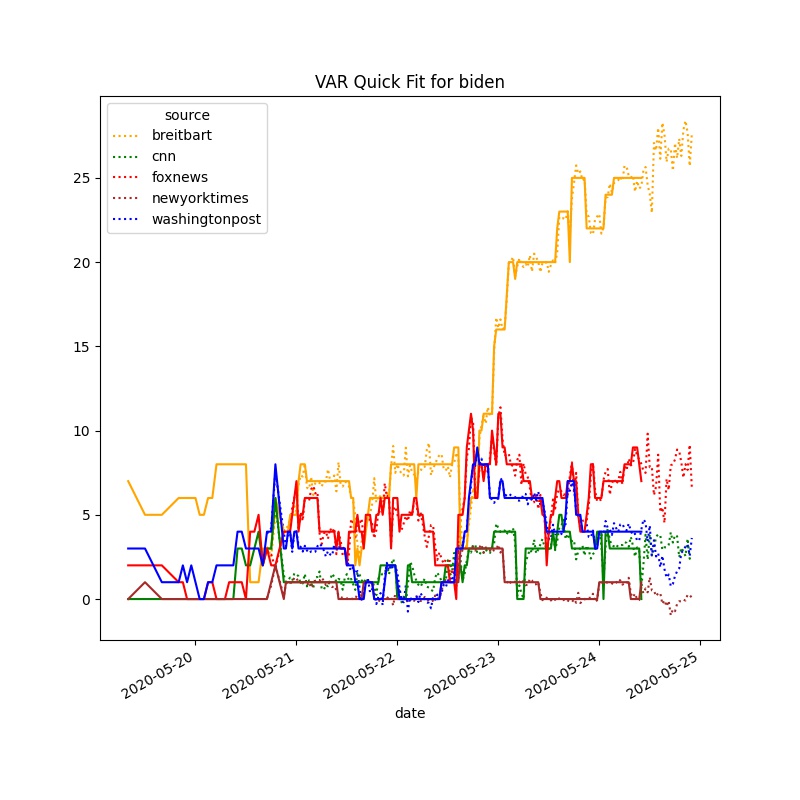 VAR Quick Fit for biden
source
breitbart
cnn
foxnews
newyorktimes
washingtonpost
25
20
15
10
5
0
2020-05-20
2020-05-21
2020-05-22
2020-05-23
2020-05-24
2020-05-25
date